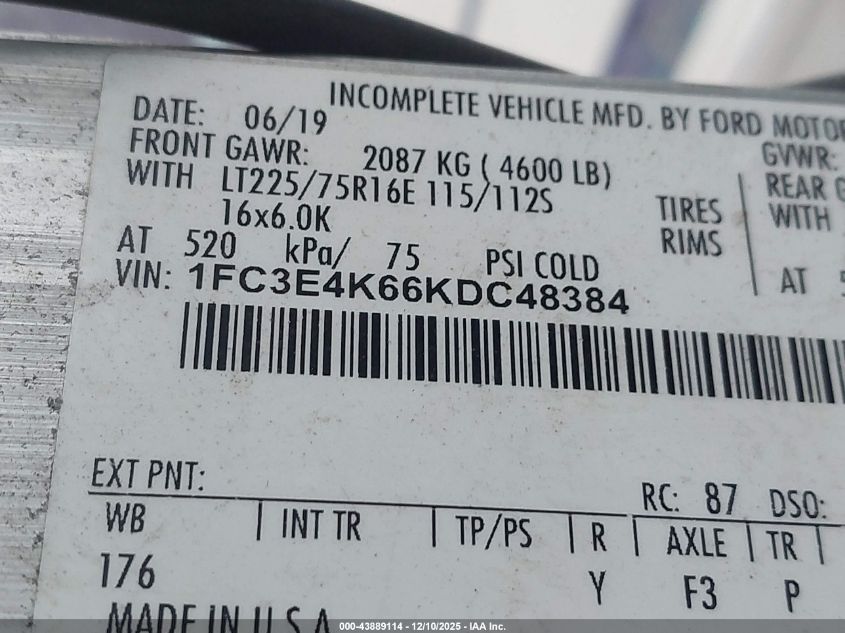 INCOMPLETE VEHICLE MFD. BY FORD MOTOR
DATE: 06/19
GVWR:
FRONT GAWR: 2087 KG ( 4600 LB)
REAR
WITH LT225/75R16E 115/112S TIRES WITH
16x6.0K RIMS
AT 520 kPa/ 75 PSI COLD AT
VIN: 1FC3E4K66KDC48384
EXT PNT: RC: 87 DSO:
WB | INT TR | TP/PS | R | AXLE | TR |
176 Y F3 P
MADE IN U.S.A.
000-43889114 - 12/10/2025 - IAA Inc.